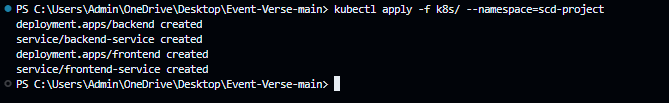 PS C:\Users\Admin\OneDrive\Desktop\Event-Verse-main> kubectl apply -f k8s/ --namespace=scd-project
deployment.apps/backend created
service/backend-service created
deployment.apps/frontend created
service/frontend-service created
PS C:\Users\Admin\OneDrive\Desktop\Event-Verse-main>